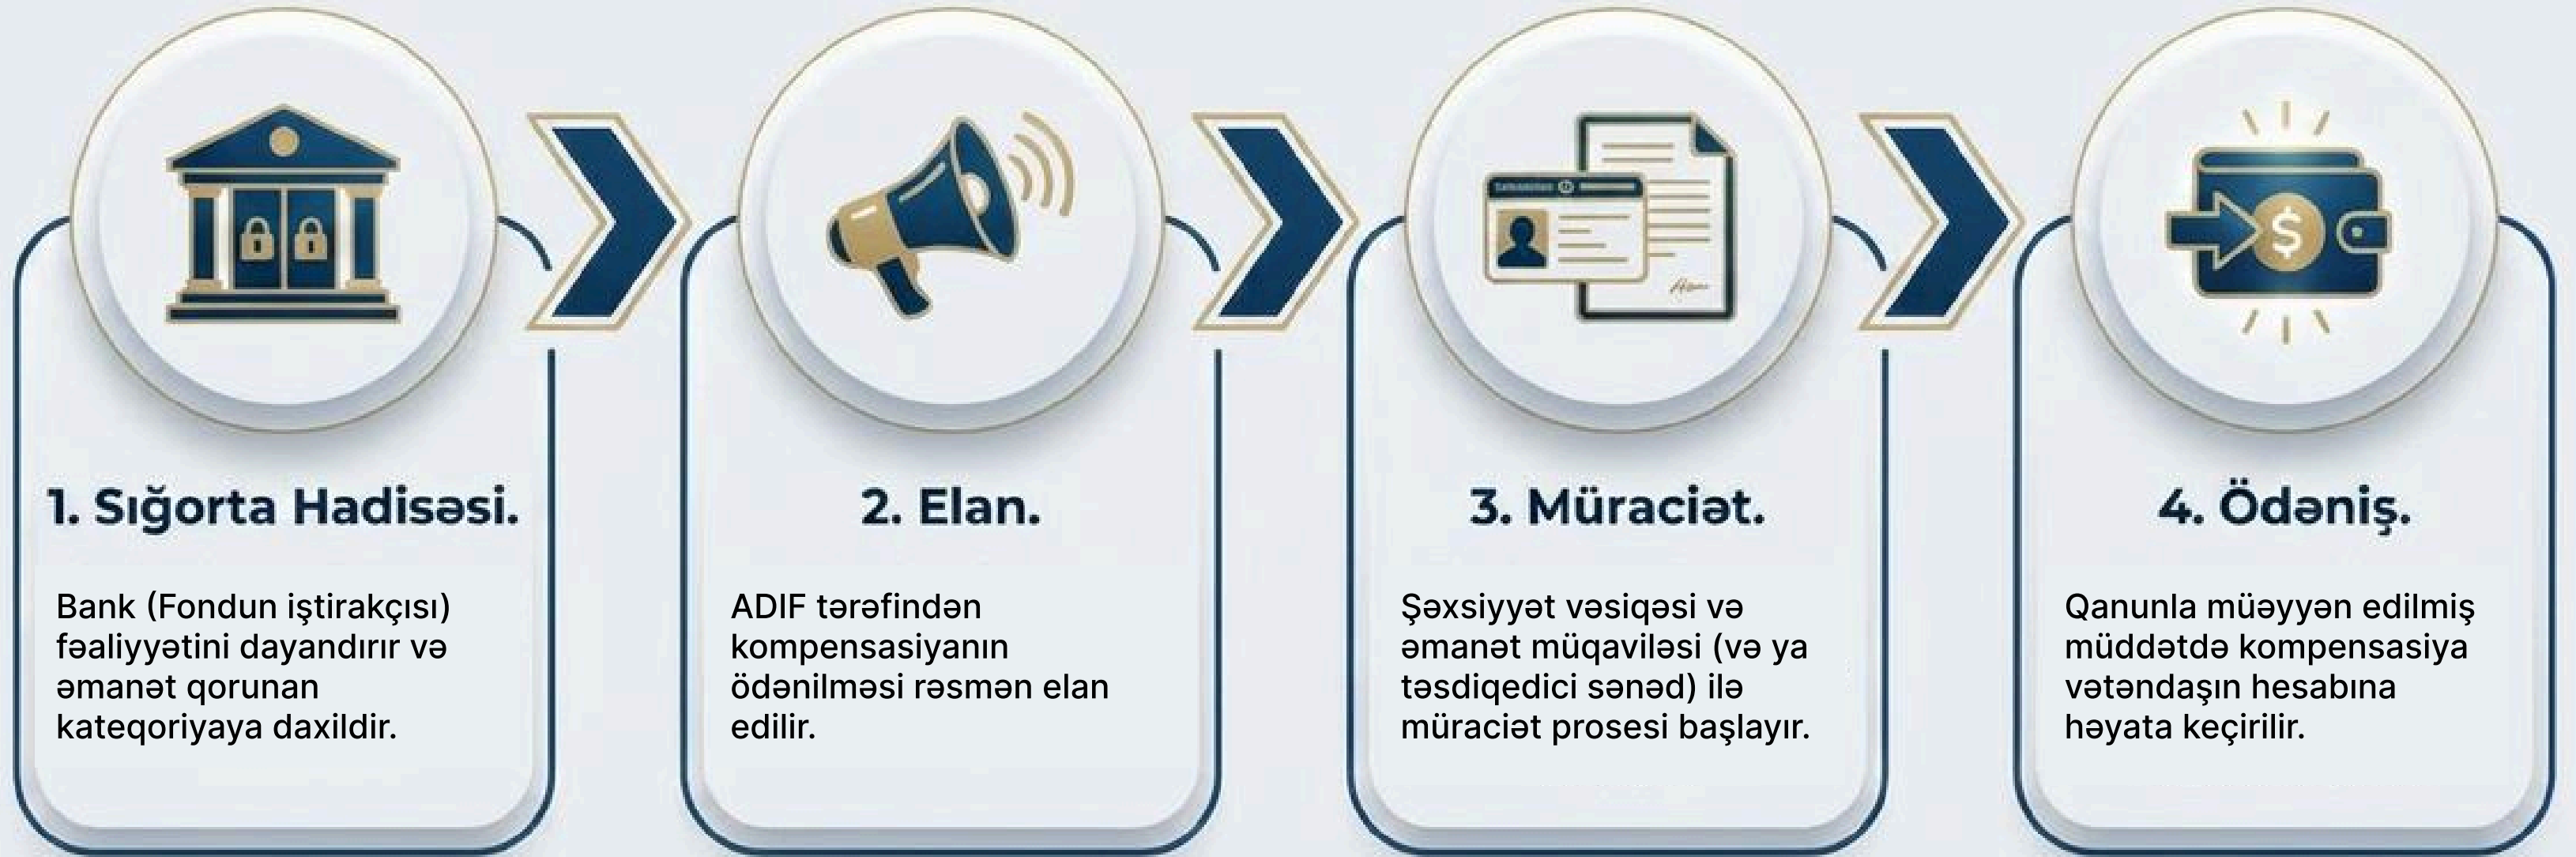 1. Sığorta Hadisəsi.
Bank (Fondun iştirakçısı)
fəaliyyətini dayandırır və
əmanət qorunan
kateqoriyaya daxildir.
2. Elan.
ADIF tərəfindən
kompensasiyanın
ödənilməsi rəsmən elan
edilir.
3. Müraciət.
Şəxsiyyət vəsiqəsi və
əmanət müqaviləsi (və ya
təsdiqedici sənəd) ilə
müraciət prosesi başlayır.
4. Ödəniş.
Qanunla müəyyən edilmiş
müddətdə kompensasiya
vətəndaşın hesabına
həyata keçirilir.